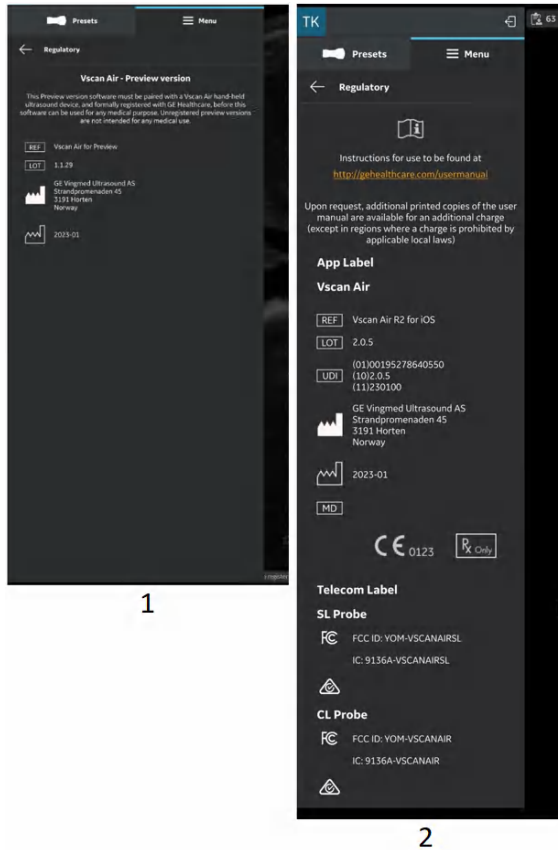 Presets
Menu
Regulatory
Vscan Air - Preview version
This Preview version software must be paired with a Vscan Air hand-held
ultrasound device, and formally registered with GE Healthcare, before this
software can be used for any medical purpose. Unregistered preview versions
are not intended for any medical use.
REF Vscan Air for Preview
LOT 1.1.29
GE Vingmed Ultrasound AS
Strandpromenaden 45
3191 Horten
Norway
2023-01
1
TK
63
Presets
Menu
Regulatory
Instructions for use to be found at
http://gehealthcare.com/usermanual
Upon request, additional printed copies of the user
manual are available for an additional charge
(except in regions where a charge is prohibited by
applicable local laws)
App Label
Vscan Air
REF Vscan Air R2 for iOS
LOT 2.0.5
UDI
(01)00195278640550
(10)2.0.5
(11)230100
GE Vingmed Ultrasound AS
Strandpromenaden 45
3191 Horten
Norway
2023-01
MD
CE 0123
Rx Only
Telecom Label
SL Probe
FC FCC ID: YOM-VSCANAIRSL
IC: 9136A-VSCANAIRSL
CL Probe
FC FCC ID: YOM-VSCANAIR
IC: 9136A-VSCANAIR
2